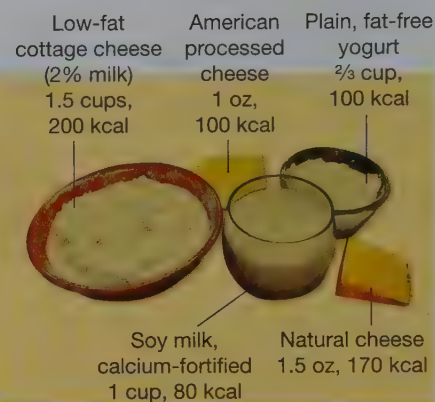 Low-fat
cottage cheese
(2% milk)
1.5 cups,
200 kcal
American
processed
cheese
1 oz,
100 kcal
Plain, fat-free
yogurt
⅔ cup,
100 kcal
Soy milk,
calcium-fortified
1 cup, 80 kcal
Natural cheese
1.5 oz, 170 kcal